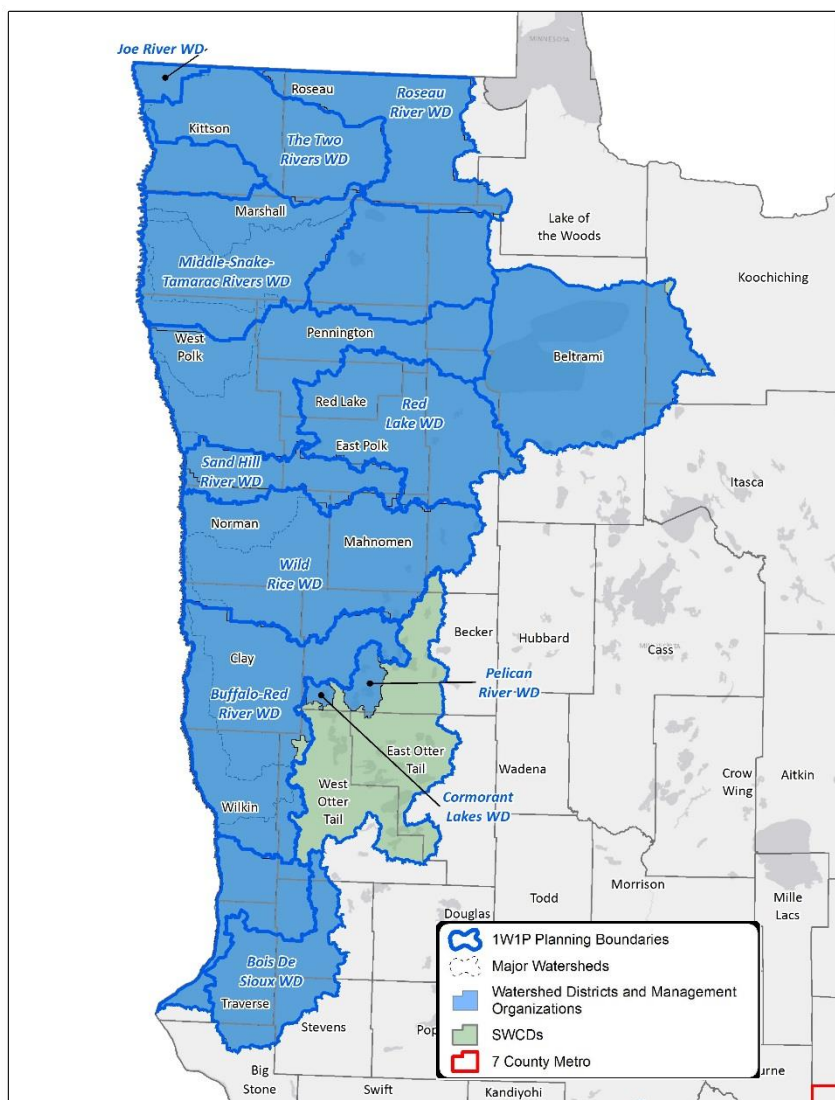 MINNESOTA
Joe River WD
Roseau
Roseau
River WD
Kittson
The Two
Rivers WD
Marshall
Lake of
the Woods
Koochiching
Middle-Snake-
Tamarac Rivers WD
Pennington
West
Polk
Beltrami
Red Lake
Red
Lake WD
East Polk
Sand Hill
River WD
Itasca
Norman
Mahnomen
Wild
Rice WD
Becker
Hubbard
Cass
Clay
Pelican
River WD
Buffalo-Red
River WD
East Otter
Tail
Wadena
Crow
Wing
Aitkin
West
Otter
Tail
Cormorant
Lakes WD
Wilkin
Todd
Morrison
Mille
Lacs
Douglas
Bois De
Sioux WD
Traverse
Stevens
Pop
Big
Stone
Swift
Kandiyohi
urne
1W1P Planning Boundaries
Major Watersheds
Watershed Districts and Management
Organizations
SWCDs
7 County Metro